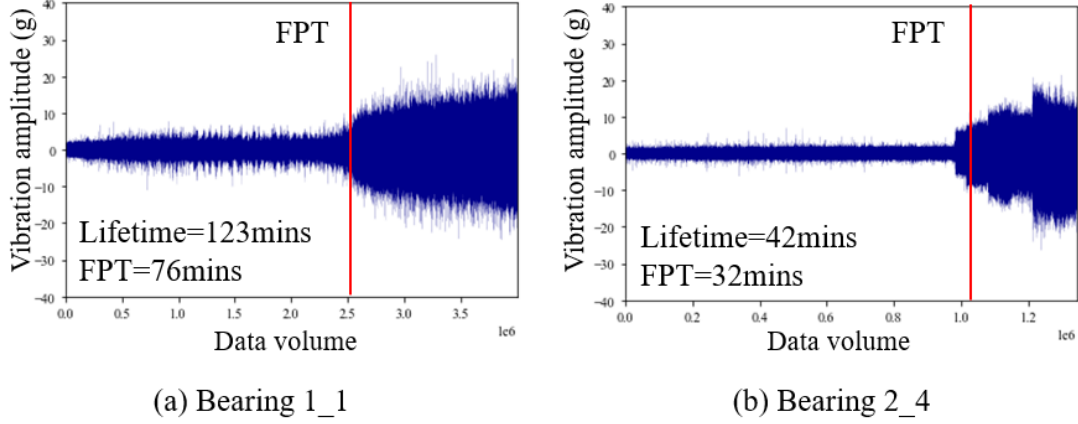 Vibration amplitude (g)
40
30
20
10
0
−10
−20
−30
−40
FPT
Lifetime=123mins
FPT=76mins
0.0 0.5 1.0 1.5 2.0 2.5 3.0 3.5
1e6
Data volume
(a) Bearing 1_1
Vibration amplitude (g)
40
30
20
10
0
−10
−20
−30
−40
FPT
Lifetime=42mins
FPT=32mins
0.0 0.2 0.4 0.6 0.8 1.0 1.2
1e6
Data volume
(b) Bearing 2_4